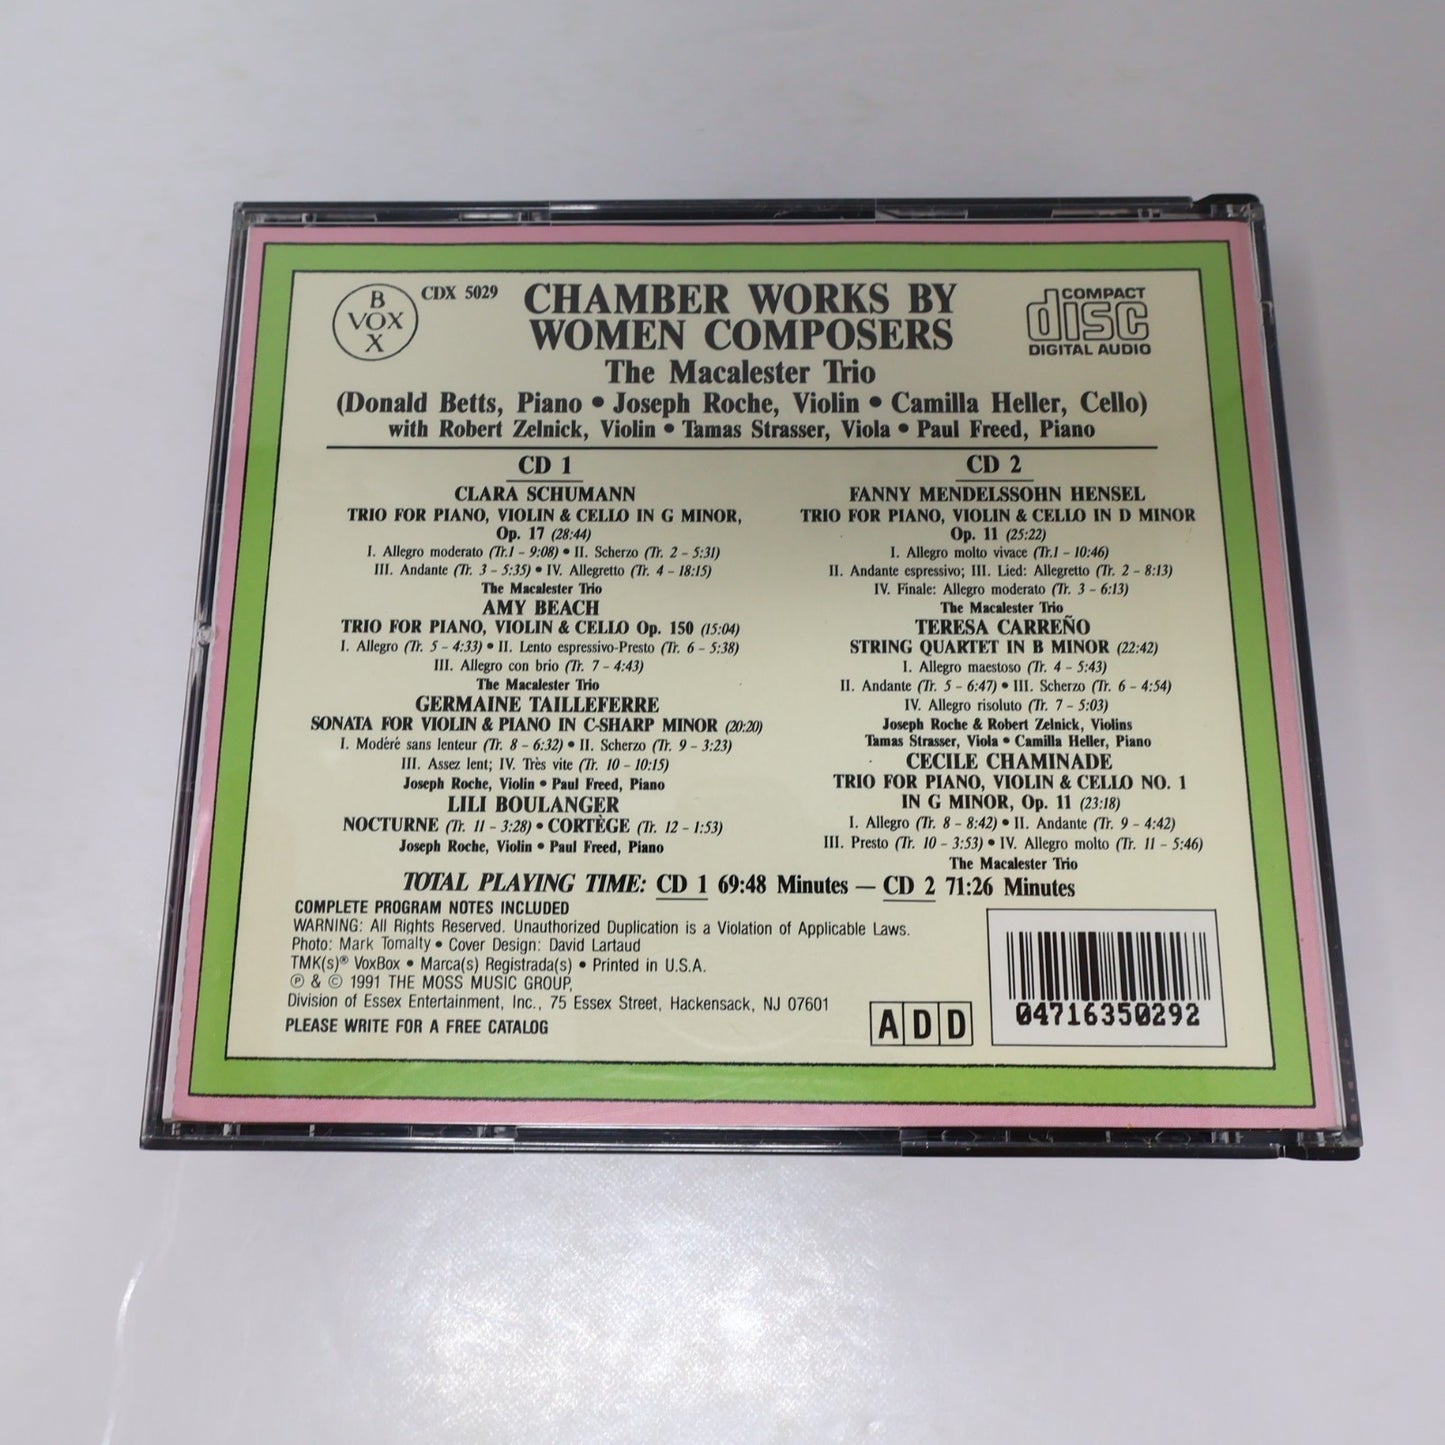 B
VOX
X
CDX 5029
CHAMBER WORKS BY
WOMEN COMPOSERS
COMPACT
disc
DIGITAL AUDIO
The Macalester Trio
(Donald Betts, Piano • Joseph Roche, Violin • Camilla Heller, Cello)
with Robert Zelnick, Violin • Tamas Strasser, Viola • Paul Freed, Piano
CD 1
CLARA SCHUMANN
TRIO FOR PIANO, VIOLIN & CELLO IN G MINOR,
Op. 17 (28:44)
I. Allegro moderato (Tr.1 - 9:08) • II. Scherzo (Tr. 2 - 5:31)
III. Andante (Tr. 3 - 5:35) • IV. Allegretto (Tr. 4 - 18:15)
The Macalester Trio
AMY BEACH
TRIO FOR PIANO, VIOLIN & CELLO Op. 150 (15:04)
I. Allegro (Tr. 5 - 4:33) • II. Lento espressivo-Presto (Tr. 6 - 5:38)
III. Allegro con brio (Tr. 7 - 4:43)
The Macalester Trio
GERMAINE TAILLEFERRE
SONATA FOR VIOLIN & PIANO IN C-SHARP MINOR (20:20)
I. Modéré sans lenteur (Tr. 8 - 6:32) • II. Scherzo (Tr. 9 - 3:23)
III. Assez lent; IV. Très vite (Tr. 10 - 10:15)
Joseph Roche, Violin • Paul Freed, Piano
LILI BOULANGER
NOCTURNE (Tr. 11 - 3:28) • CORTÈGE (Tr. 12 - 1:53)
Joseph Roche, Violin • Paul Freed, Piano
CD 2
FANNY MENDELSSOHN HENSEL
TRIO FOR PIANO, VIOLIN & CELLO IN D MINOR
Op. 11 (25:22)
I. Allegro molto vivace (Tr.1 - 10:46)
II. Andante espressivo; III. Lied: Allegretto (Tr. 2 - 8:13)
IV. Finale: Allegro moderato (Tr. 3 - 6:13)
The Macalester Trio
TERESA CARREÑO
STRING QUARTET IN B MINOR (22:42)
I. Allegro maestoso (Tr. 4 - 5:43)
II. Andante (Tr. 5 - 6:47) • III. Scherzo (Tr. 6 - 4:54)
IV. Allegro risoluto (Tr. 7 - 5:03)
Joseph Roche & Robert Zelnick, Violins
Tamas Strasser, Viola • Camilla Heller, Piano
CECILE CHAMINADE
TRIO FOR PIANO, VIOLIN & CELLO NO. 1
IN G MINOR, Op. 11 (23:18)
I. Allegro (Tr. 8 - 8:42) • II. Andante (Tr. 9 - 4:42)
III. Presto (Tr. 10 - 3:53) • IV. Allegro molto (Tr. 11 - 5:46)
The Macalester Trio
TOTAL PLAYING TIME: CD 1 69:48 Minutes — CD 2 71:26 Minutes
COMPLETE PROGRAM NOTES INCLUDED
WARNING: All Rights Reserved. Unauthorized Duplication is a Violation of Applicable Laws.
Photo: Mark Tomalty • Cover Design: David Lartaud
TMK(s)® VoxBox • Marca(s) Registrada(s) • Printed in U.S.A.
℗ & © 1991 THE MOSS MUSIC GROUP,
Division of Essex Entertainment, Inc., 75 Essex Street, Hackensack, NJ 07601
PLEASE WRITE FOR A FREE CATALOG
ADD
04716350292